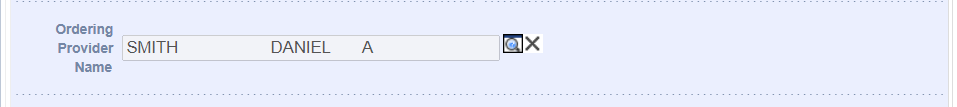 Ordering
Provider
Name
SMITH DANIEL A